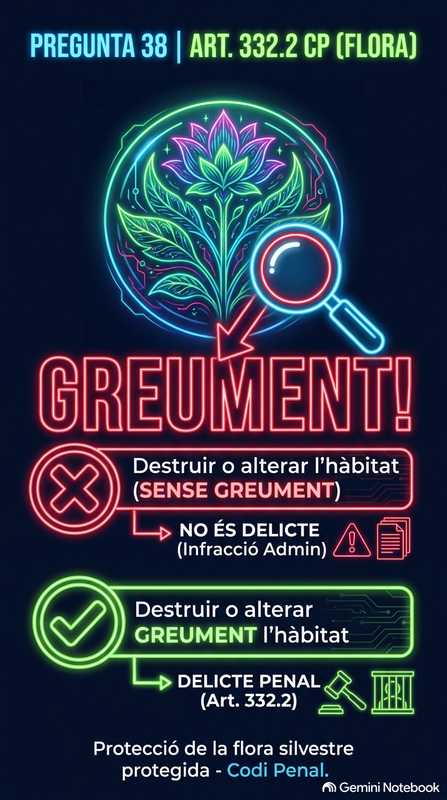 PREGUNTA 38 | ART. 332.2 CP (FLORA)
GREUMENT!
Destruir o alterar l'hàbitat
(SENSE GREUMENT)
NO ÉS DELICTE
(Infracció Admin)
Destruir o alterar
GREUMENT l'hàbitat
DELICTE PENAL
(Art. 332.2)
Protecció de la flora silvestre
protegida - Codi Penal.
Gemini Notebook